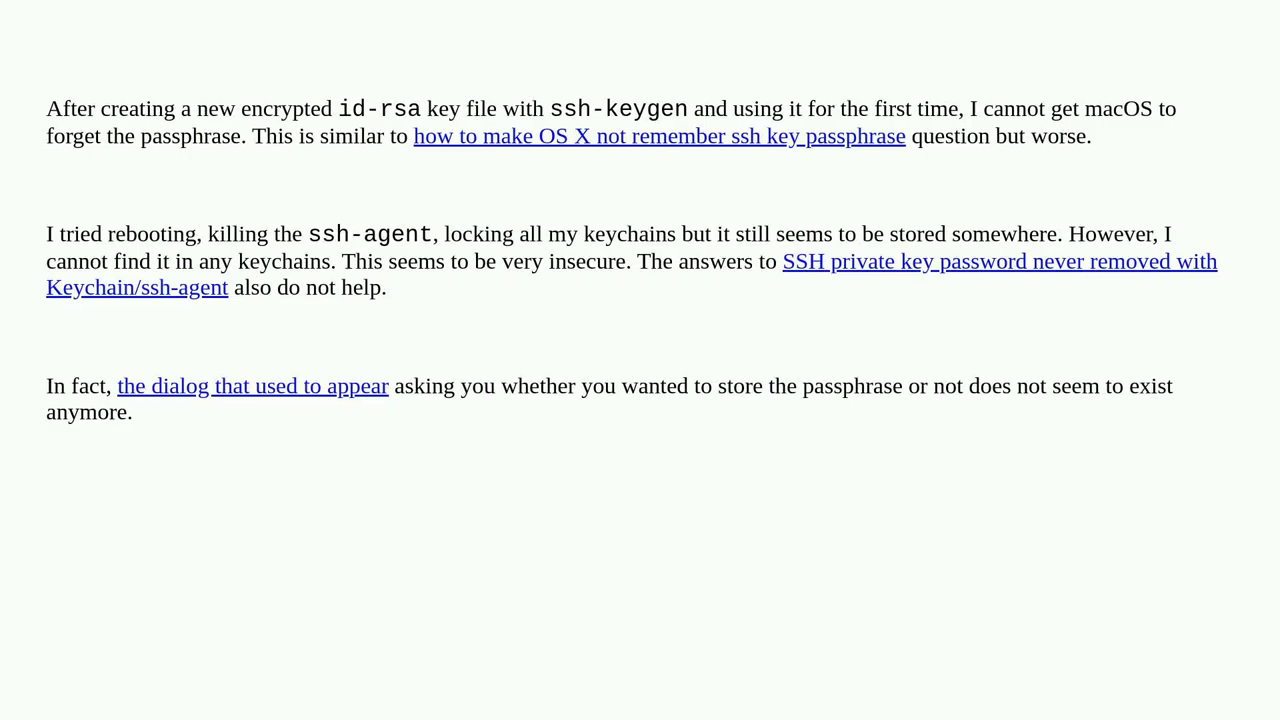 After creating a new encrypted id-rsa key file with ssh-keygen and using it for the first time, I cannot get macOS to
forget the passphrase. This is similar to how to make OS X not remember ssh key passphrase question but worse.
I tried rebooting, killing the ssh-agent, locking all my keychains but it still seems to be stored somewhere. However, I
cannot find it in any keychains. This seems to be very insecure. The answers to SSH private key password never removed with
Keychain/ssh-agent also do not help.
In fact, the dialog that used to appear asking you whether you wanted to store the passphrase or not does not seem to exist
anymore.